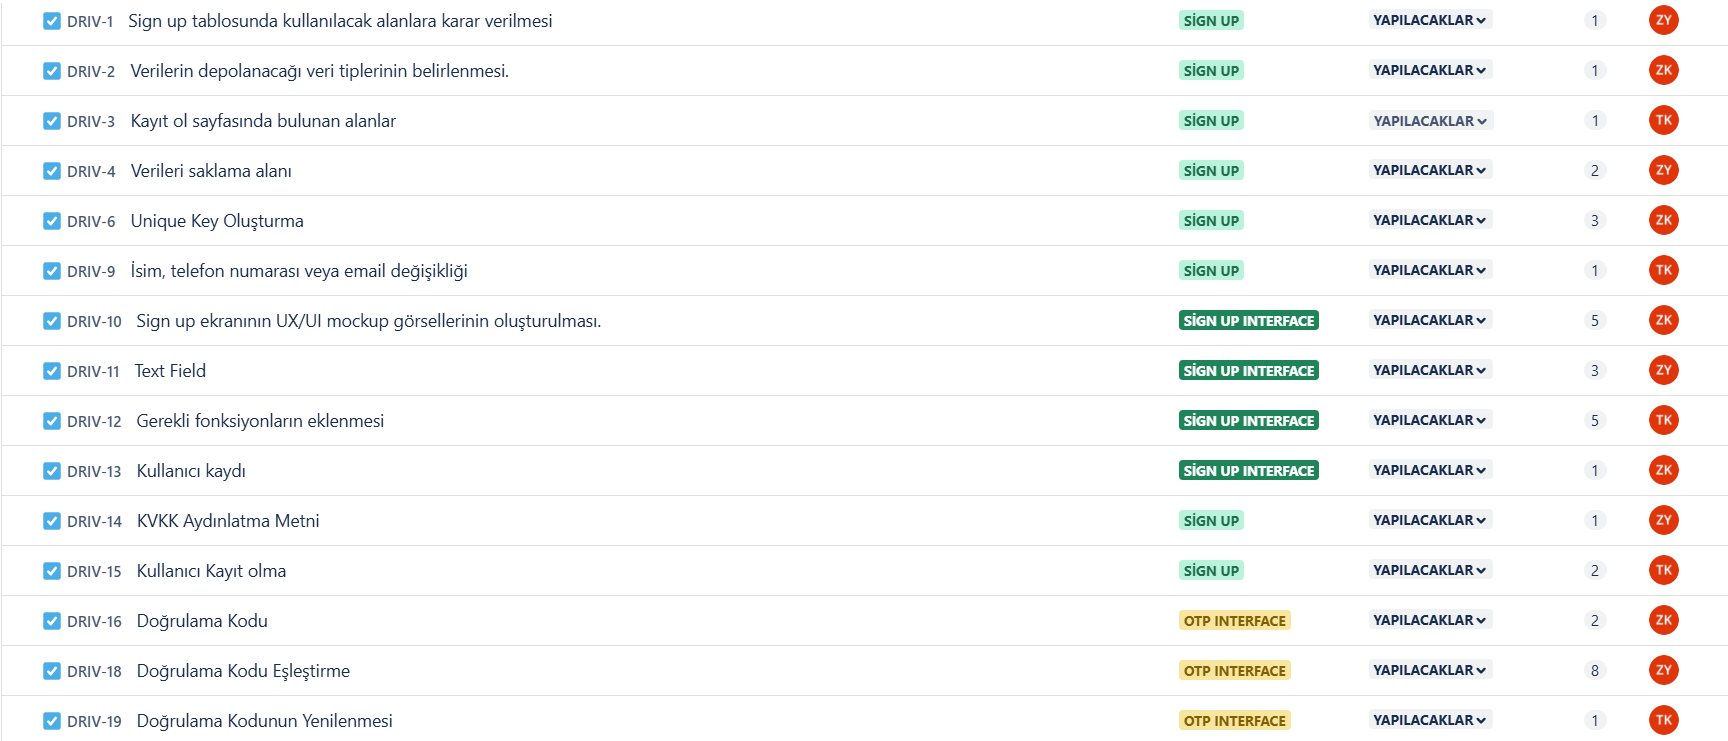 DRIV-1 Sign up tablosunda kullanılacak alanlara karar verilmesi SİGN UP YAPILACAKLAR 1 ZY
DRIV-2 Verilerin depolanacağı veri tiplerinin belirlenmesi. SİGN UP YAPILACAKLAR 1 ZK
DRIV-3 Kayıt ol sayfasında bulunan alanlar SİGN UP YAPILACAKLAR 1 TK
DRIV-4 Verileri saklama alanı SİGN UP YAPILACAKLAR 2 ZY
DRIV-6 Unique Key Oluşturma SİGN UP YAPILACAKLAR 3 ZK
DRIV-9 İsim, telefon numarası veya email değişikliği SİGN UP YAPILACAKLAR 1 TK
DRIV-10 Sign up ekranının UX/UI mockup görsellerinin oluşturulması. SİGN UP INTERFACE YAPILACAKLAR 5 ZK
DRIV-11 Text Field SİGN UP INTERFACE YAPILACAKLAR 3 ZY
DRIV-12 Gerekli fonksiyonların eklenmesi SİGN UP INTERFACE YAPILACAKLAR 5 TK
DRIV-13 Kullanıcı kaydı SİGN UP INTERFACE YAPILACAKLAR 1 ZK
DRIV-14 KVKK Aydınlatma Metni SİGN UP YAPILACAKLAR 1 ZY
DRIV-15 Kullanıcı Kayıt olma SİGN UP YAPILACAKLAR 2 TK
DRIV-16 Doğrulama Kodu OTP INTERFACE YAPILACAKLAR 2 ZK
DRIV-18 Doğrulama Kodu Eşleştirme OTP INTERFACE YAPILACAKLAR 8 ZY
DRIV-19 Doğrulama Kodunun Yenilenmesi OTP INTERFACE YAPILACAKLAR 1 TK